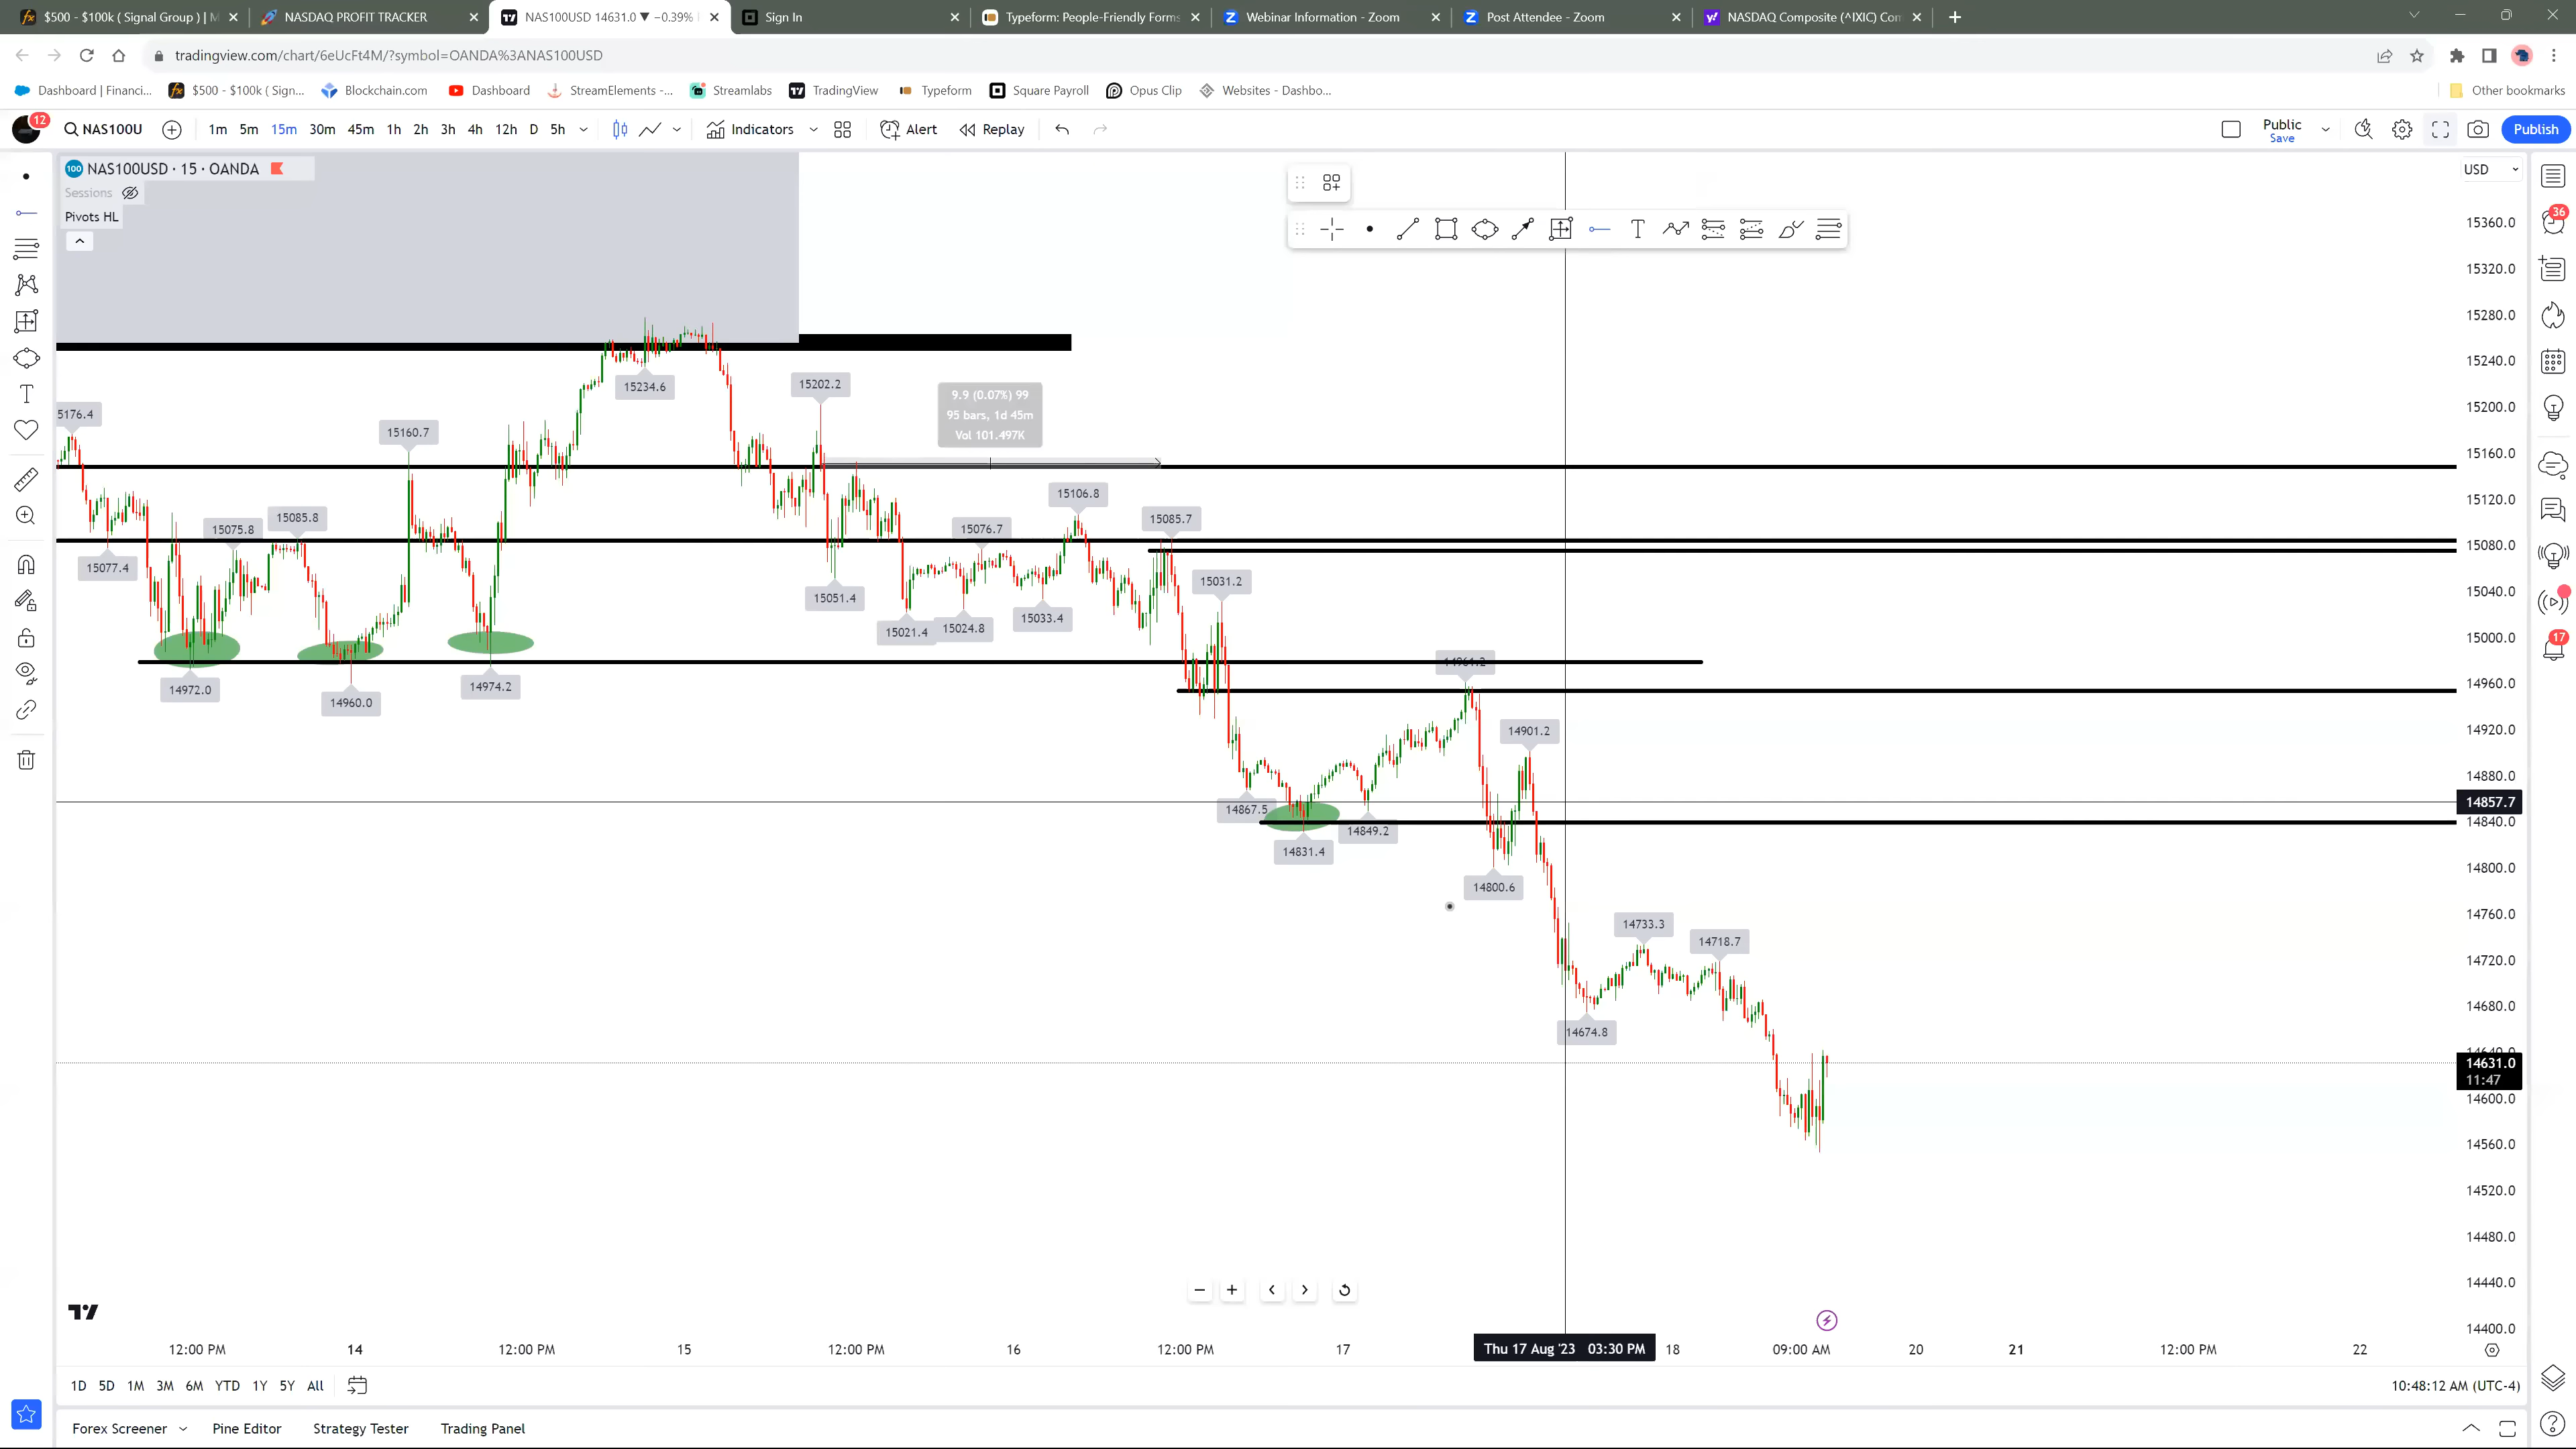 $500 - $100k ( Signal Group ) | M
NASDAQ PROFIT TRACKER
NAS100USD 14631.0 ▼ −0.39%
Sign In
Typeform: People-Friendly Forms
Webinar Information - Zoom
Post Attendee - Zoom
NASDAQ Composite (^IXIC) Con
tradingview.com/chart/6eUcFt4M/?symbol=OANDA%3ANAS100USD
Dashboard | Financi...
$500 - $100k ( Sign...
Blockchain.com
Dashboard
StreamElements -...
Streamlabs
TradingView
Typeform
Square Payroll
Opus Clip
Websites - Dashbo...
Other bookmarks
12
NAS100U
1m 5m 15m 30m 45m 1h 2h 3h 4h 12h D 5h
Indicators
Alert
Replay
Public
Save
Publish
100 NAS100USD · 15 · OANDA
Sessions
Pivots HL
USD
15360.0
36
15320.0
15280.0
15240.0
15234.6
15202.2
9.9 (0.07%) 99
95 bars, 1d 45m
Vol 101.497K
15200.0
5176.4
15160.7
15160.0
15106.8
15120.0
15075.8
15085.8
15076.7
15085.7
15080.0
15077.4
15051.4
15031.2
15040.0
15021.4
15024.8
15033.4
15000.0
17
14972.0
14960.0
14974.2
14961.2
14960.0
14901.2
14920.0
14880.0
14867.5
14857.7
14831.4
14849.2
14840.0
14800.6
14800.0
14733.3
14718.7
14760.0
14720.0
14674.8
14680.0
14640.0
14631.0
11:47
14600.0
14560.0
14520.0
14480.0
14440.0
14400.0
12:00 PM 14 12:00 PM 15 12:00 PM 16 12:00 PM 17 Thu 17 Aug '23 03:30 PM 18 09:00 AM 20 21 12:00 PM 22
1D 5D 1M 3M 6M YTD 1Y 5Y All
10:48:12 AM (UTC-4)
Forex Screener
Pine Editor
Strategy Tester
Trading Panel